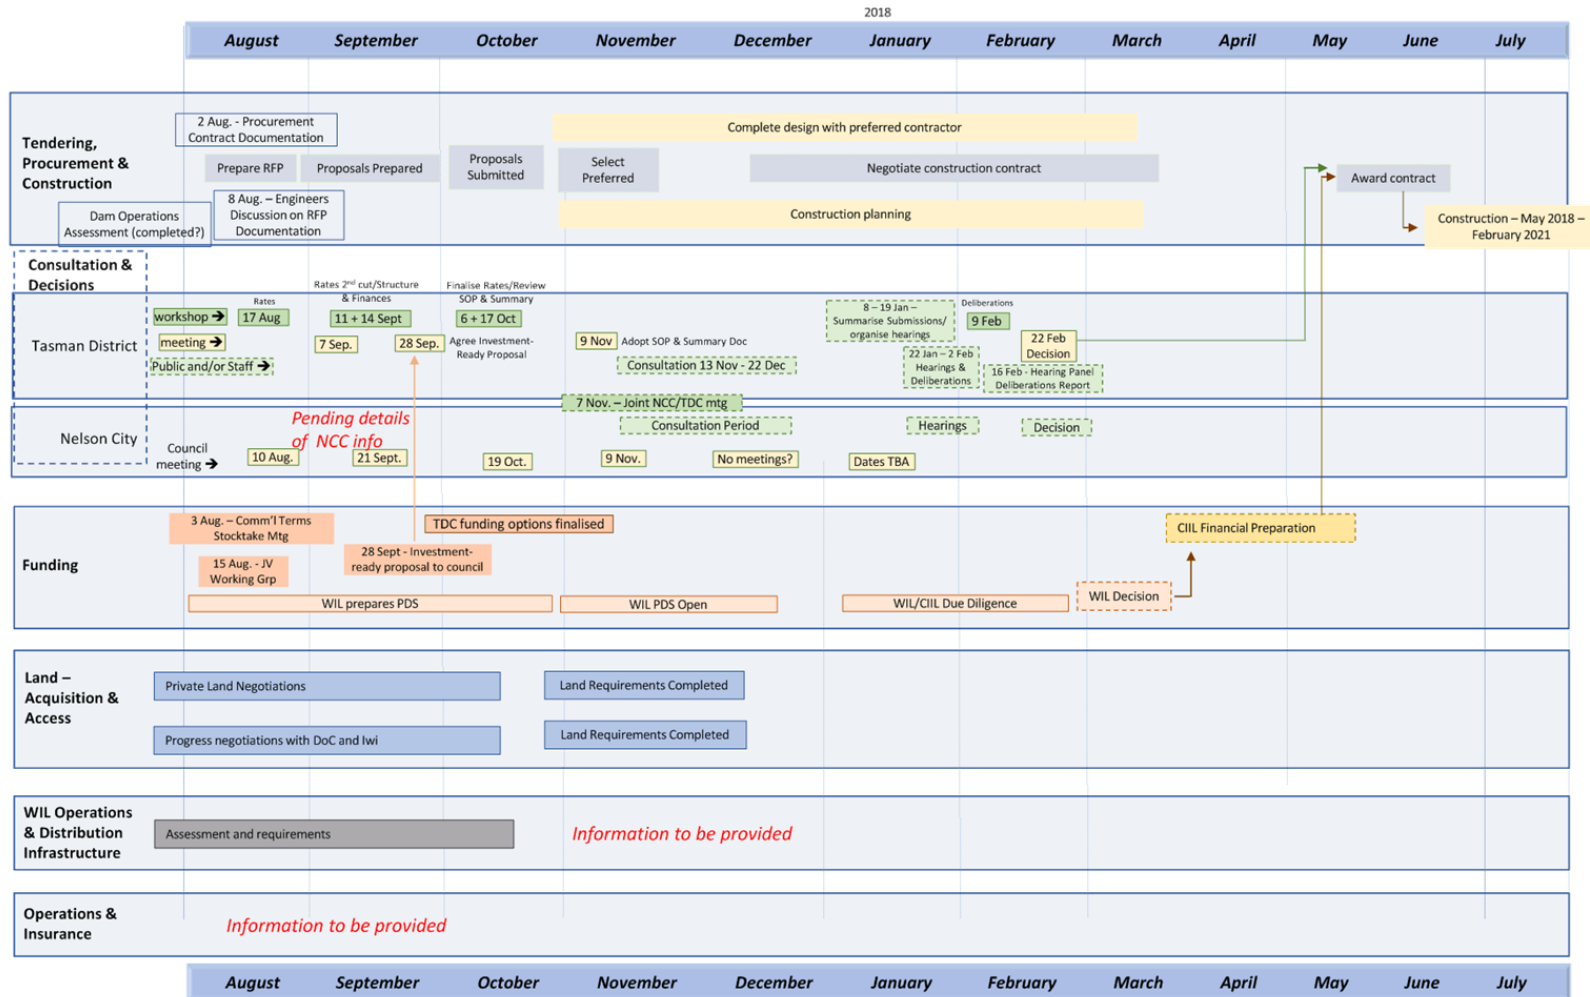 2018
August September October November December January February March April May June July
Tendering,
Procurement &
Construction
2 Aug. - Procurement
Contract Documentation
Complete design with preferred contractor
Prepare RFP
Proposals Prepared
Proposals
Submitted
Select
Preferred
Negotiate construction contract
Award contract
Dam Operations
Assessment (completed?)
8 Aug. – Engineers
Discussion on RFP
Documentation
Construction planning
Construction – May 2018 –
February 2021
Consultation &
Decisions
Tasman District
workshop ➔
Rates
17 Aug
Rates 2nd cut/Structure
& Finances
11 + 14 Sept
Finalise Rates/Review
SOP & Summary
6 + 17 Oct
8 – 19 Jan –
Summarise Submissions/
organise hearings
Deliberations
9 Feb
meeting ➔
7 Sep.
28 Sep.
Agree Investment-
Ready Proposal
9 Nov
Adopt SOP & Summary Doc
22 Feb
Decision
Public and/or Staff ➔
Consultation 13 Nov - 22 Dec
22 Jan – 2 Feb
Hearings &
Deliberations
16 Feb - Hearing Panel
Deliberations Report
7 Nov. – Joint NCC/TDC mtg
Nelson City
Pending details
of NCC info
Consultation Period
Hearings
Decision
Council
meeting ➔
10 Aug.
21 Sept.
19 Oct.
9 Nov.
No meetings?
Dates TBA
Funding
3 Aug. – Comm'l Terms
Stocktake Mtg
TDC funding options finalised
CIIL Financial Preparation
15 Aug. - JV
Working Grp
28 Sept - Investment-
ready proposal to council
WIL prepares PDS
WIL PDS Open
WIL/CIIL Due Diligence
WIL Decision
Land –
Acquisition &
Access
Private Land Negotiations
Land Requirements Completed
Progress negotiations with DoC and Iwi
Land Requirements Completed
WIL Operations
& Distribution
Infrastructure
Assessment and requirements
Information to be provided
Operations &
Insurance
Information to be provided
August September October November December January February March April May June July